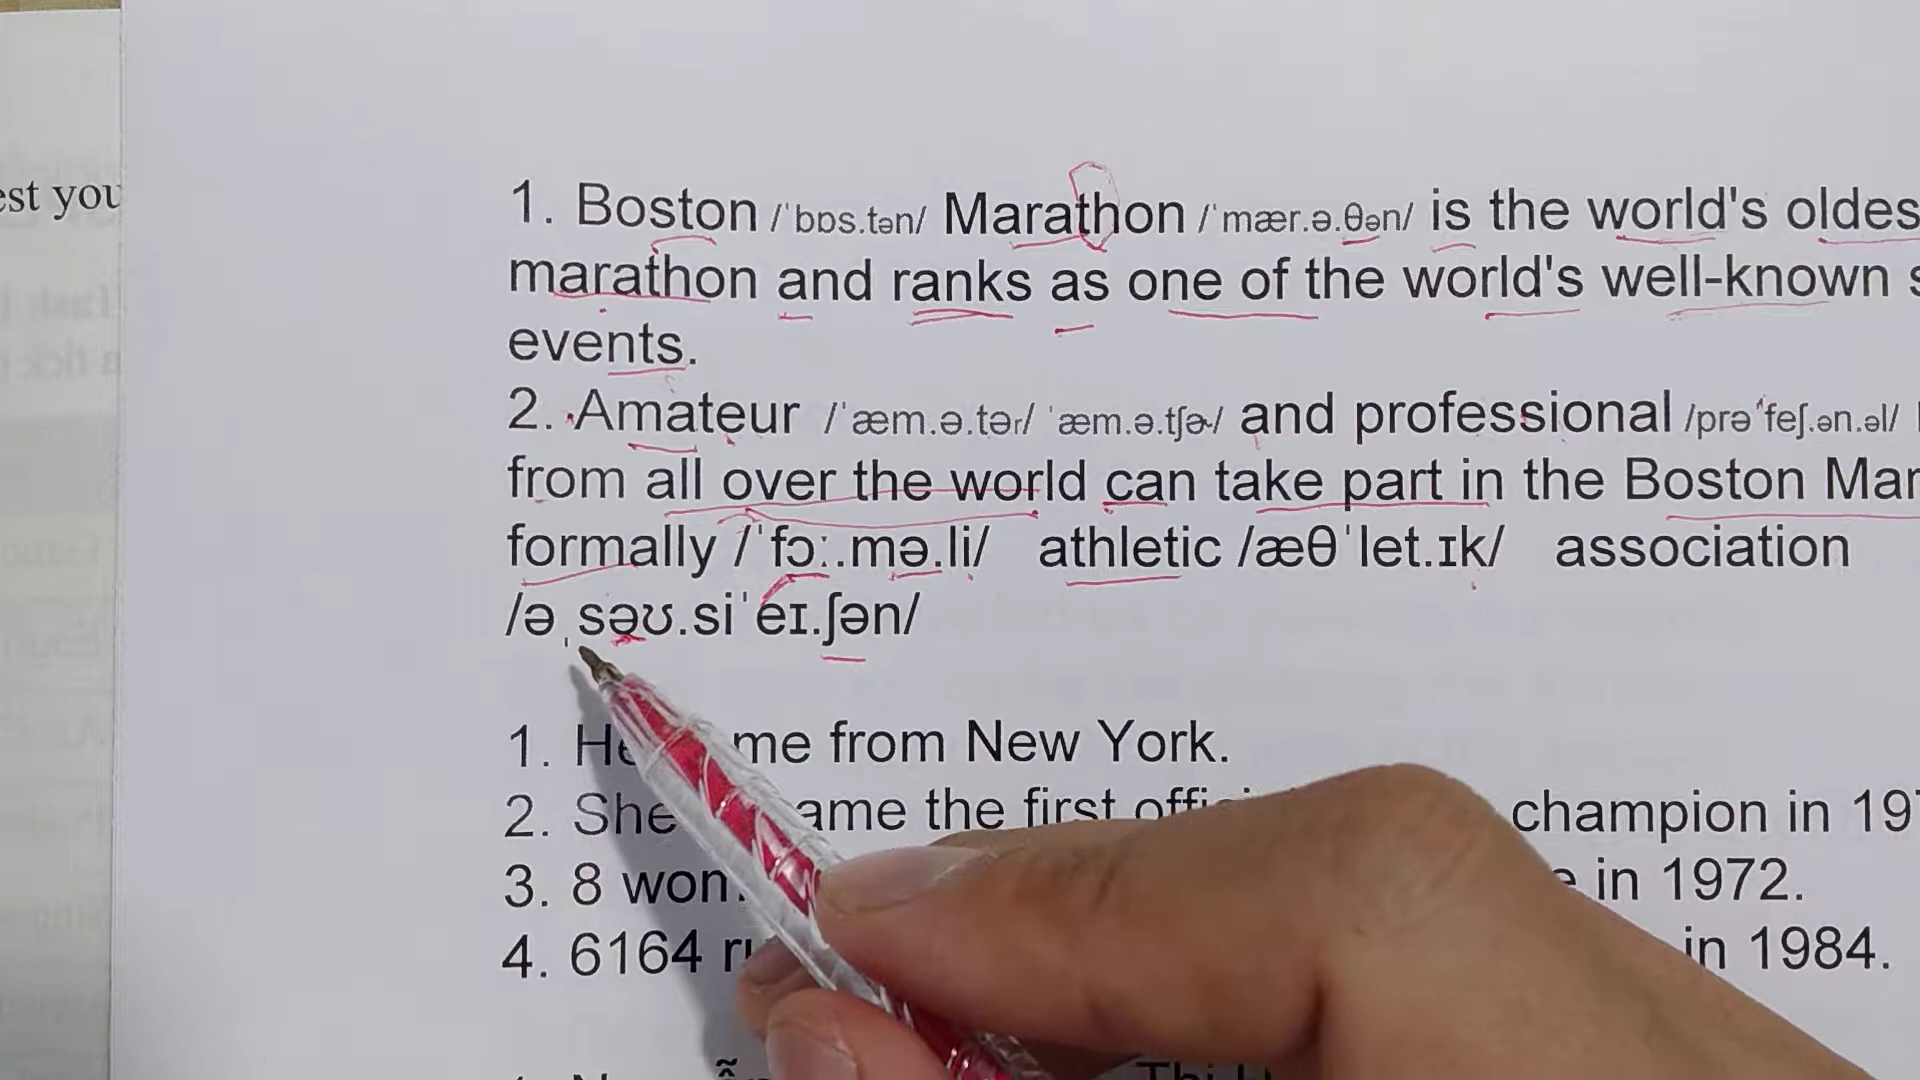 est you
1. Boston /ˈbɒs.tən/ Marathon /ˈmær.ə.θən/ is the world's oldes
marathon and ranks as one of the world's well-known s
events.
2. Amateur /ˈæm.ə.tər/ ˈæm.ə.tʃɚ/ and professional /prəˈfeʃ.ən.əl/
from all over the world can take part in the Boston Mar
formally /ˈfɔː.mə.li/ athletic /æθˈlet.ɪk/ association
/əˌsəʊ.siˈeɪ.ʃən/
1. He me from New York.
2. She ame the first offi champion in 19
3. 8 wom e in 1972.
4. 6164 ru in 1984.